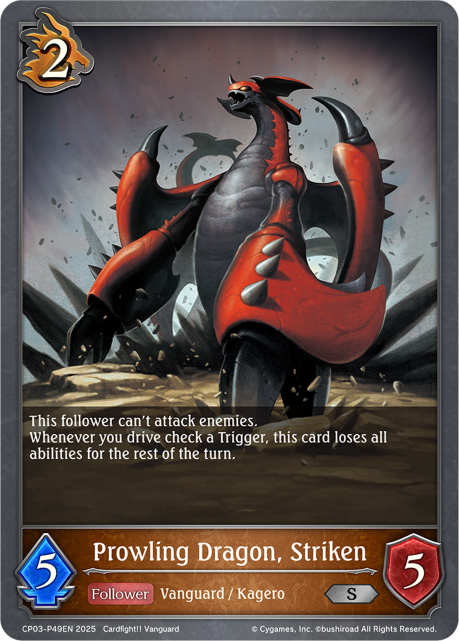 2
This follower can't attack enemies.
Whenever you drive check a Trigger, this card loses all
abilities for the rest of the turn.
Prowling Dragon, Striken
5
Follower Vanguard / Kagero S
5
CP03-P49EN 2025 Cardfight!! Vanguard © Cygames, Inc. ©bushiroad All Rights Reserved.